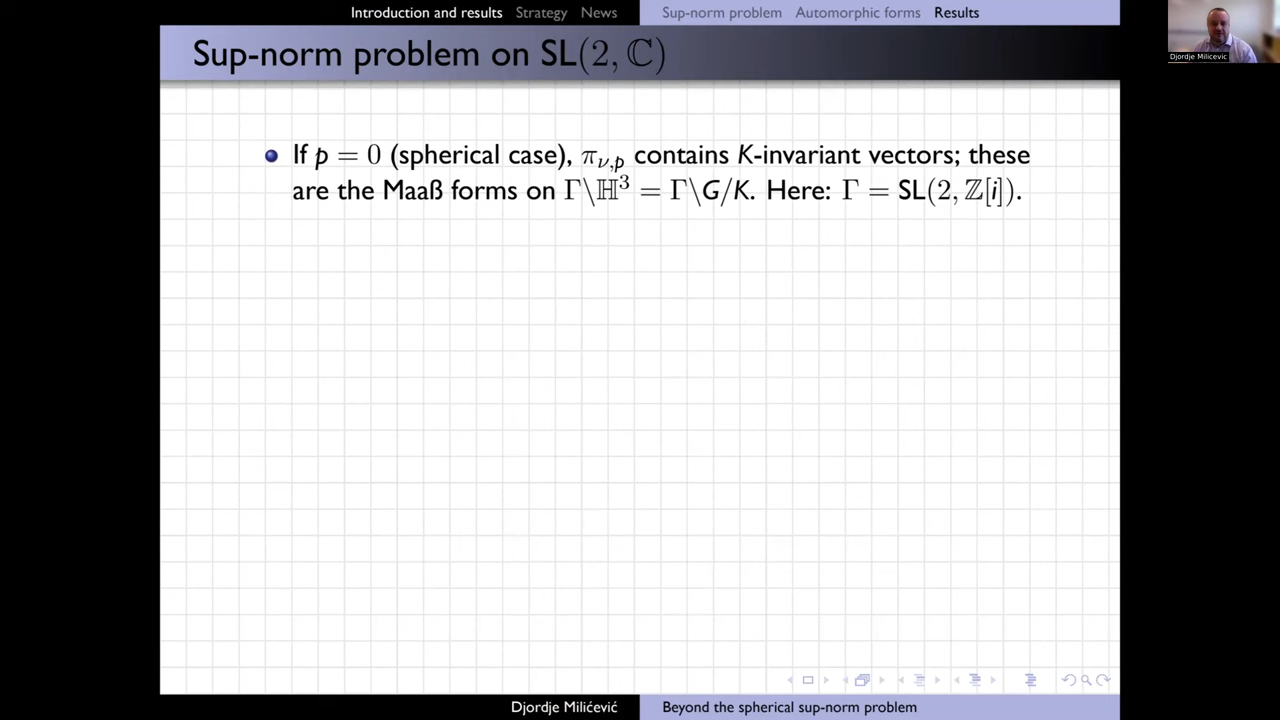 Introduction and results Strategy News Sup-norm problem Automorphic forms Results
Sup-norm problem on SL(2, ℂ)
Djordje Milicevic
If p = 0 (spherical case), π_{ν,p} contains K-invariant vectors; these
are the Maaß forms on Γ\ℍ³ = Γ\G/K. Here: Γ = SL(2, ℤ[i]).
Djordje Milićević Beyond the spherical sup-norm problem